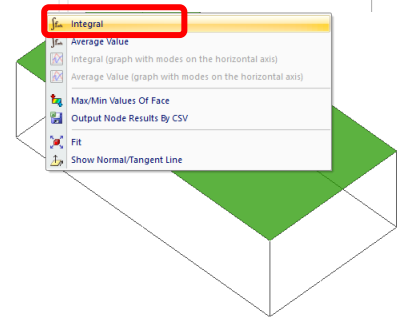 Integral
Average Value
Integral (graph with modes on the horizontal axis)
Average Value (graph with modes on the horizontal axis)
Max/Min Values Of Face
Output Node Results By CSV
Fit
Show Normal/Tangent Line